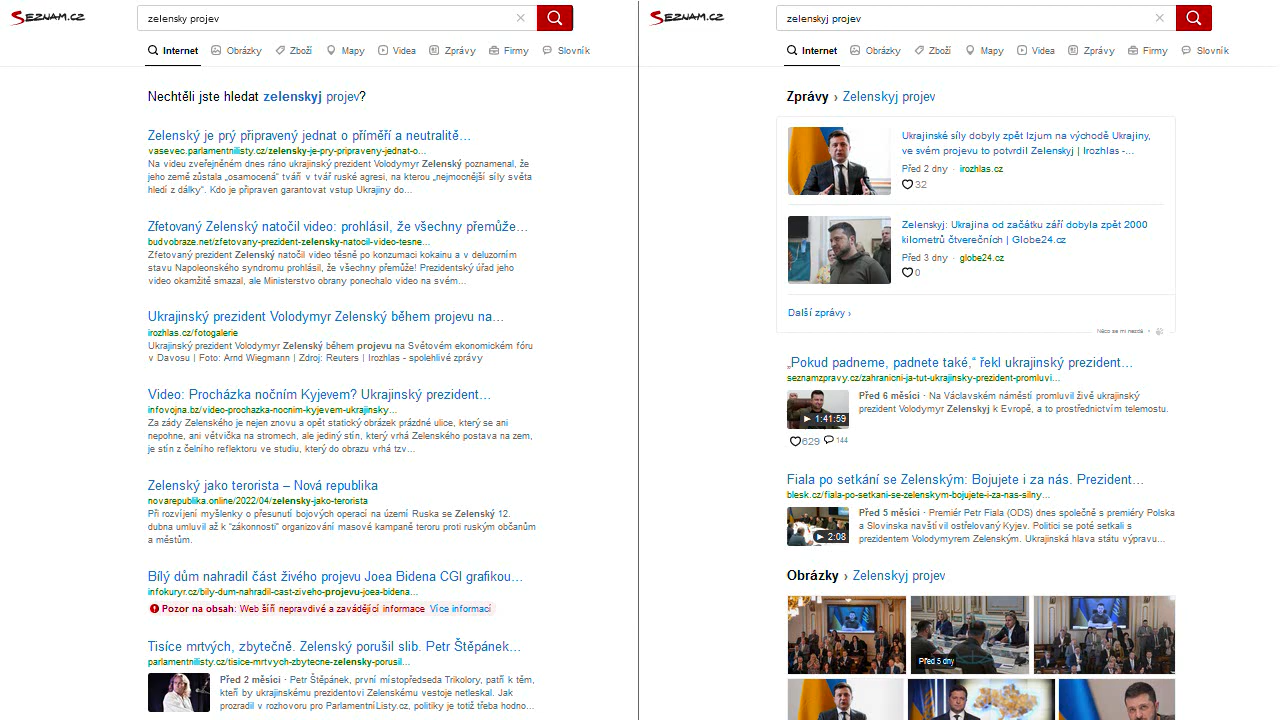 SEZNAM.CZ
zelensky projev
Internet Obrázky Zboží Mapy Videa Zprávy Firmy Slovník
Nechtěli jste hledat zelenskyj projev?
Zelenský je prý připravený jednat o příměří a neutralitě...
vasevec.parlamentnilisty.cz/zelensky-je-pry-pripraveny-jednat-o...
Na videu zveřejněném dnes ráno ukrajinský prezident Volodymyr Zelenský poznamenal, že
jeho země zůstala „osamocená“ tváří v tvář ruské agresi, na kterou „nejmocnější síly světa
hledí z dálky“. Kdo je připraven garantovat vstup Ukrajiny do...
Zfetovaný Zelenský natočil video: prohlásil, že všechny přemůže...
budvobraze.net/zfetovany-prezident-zelensky-natocil-video-tesne...
Zfetovaný prezident Zelenský natočil video těsně po konzumaci kokainu a v deluzorním
stavu Napoleonského syndromu prohlásil, že všechny přemůže! Prezidentský úřad jeho
video okamžitě smazal, ale Ministerstvo obrany ponechalo video na svém...
Ukrajinský prezident Volodymyr Zelenský během projevu na...
irozhlas.cz/fotogalerie
Ukrajinský prezident Volodymyr Zelenský během projevu na Světovém ekonomickém fóru
v Davosu | Foto: Arnd Wiegmann | Zdroj: Reuters | Irozhlas - spolehlivé zprávy
Video: Procházka nočním Kyjevem? Ukrajinský prezident...
infovojna.bz/video-prochazka-nocnim-kyjevem-ukrajinsky...
Za zády Zelenského je nejen znovu a opět statický obrázek prázdné ulice, který se ani
nepohne, ani větvička na stromech, ale jediný stín, který vrhá Zelenského postava na zem,
je stín z čelního reflektoru ve studiu, který do obrazu vrhá tzv...
Zelenský jako terorista – Nová republika
novarepublika.online/2022/04/zelensky-jako-terorista
Při rozvíjení myšlenky o přesunutí bojových operací na území Ruska se Zelenský 12.
dubna umluvil až k “zákonnosti” organizování masové kampaně teroru proti ruským občanům
a městům.
Bílý dům nahradil část živého projevu Joea Bidena CGI grafikou...
infokuryr.cz/bily-dum-nahradil-cast-ziveho-projevu-joea-bidena...
Pozor na obsah: Web šíří nepravdivé a zavádějící informace Více informací
Tisíce mrtvých, zbytečně. Zelenský porušil slib. Petr Štěpánek...
parlamentnilisty.cz/tisice-mrtvych-zbytecne-zelensky-porusil...
Před 2 měsíci · Petr Štěpánek, první místopředseda Trikolory, patří k těm,
kteří by ukrajinskému prezidentovi Zelenskému vestoje netleskal. Jak
prozradil v rozhovoru pro ParlamentníListy.cz, politiky je totiž třeba hodno...
SEZNAM.CZ
zelenskyj projev
Internet Obrázky Zboží Mapy Videa Zprávy Firmy Slovník
Zprávy › Zelenskyj projev
Ukrajinské síly dobyly zpět Izjum na východě Ukrajiny,
ve svém projevu to potvrdil Zelenskyj | Irozhlas -...
Před 2 dny · irozhlas.cz
32
Zelenskyj: Ukrajina od začátku září dobyla zpět 2000
kilometrů čtverečních | Globe24.cz
Před 3 dny · globe24.cz
0
Další zprávy ›
Něco se mi nezdá
„Pokud padneme, padnete také,“ řekl ukrajinský prezident...
seznamzpravy.cz/zahranicni-ja-tut-ukrajinsky-prezident-promluvi...
1:41:59
Před 6 měsíci · Na Václavském náměstí promluvil živě ukrajinský
prezident Volodymyr Zelenskyj k Evropě, a to prostřednictvím telemostu.
629 144
Fiala po setkání se Zelenským: Bojujete i za nás. Prezident...
blesk.cz/fiala-po-setkani-se-zelenskym-bojujete-i-za-nas-silny...
2:08
Před 5 měsíci · Premiér Petr Fiala (ODS) dnes společně s premiéry Polska
a Slovinska navštívil ostřelovaný Kyjev. Politici se poté setkali s
prezidentem Volodymyrem Zelenským. Ukrajinská hlava státu výpravu...
Obrázky › Zelenskyj projev
Před 5 dny